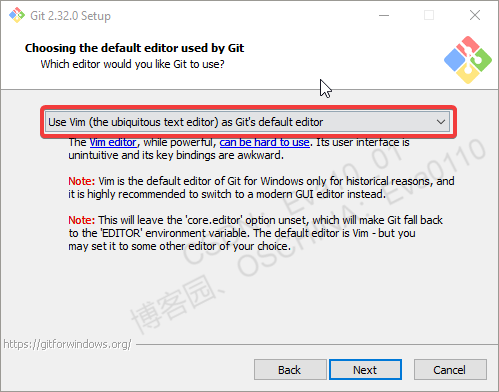 Git 2.32.0 Setup
Choosing the default editor used by Git
Which editor would you like Git to use?
Use Vim (the ubiquitous text editor) as Git's default editor
The Vim editor, while powerful, can be hard to use. Its user interface is
unintuitive and its key bindings are awkward.
Note: Vim is the default editor of Git for Windows only for historical reasons, and
it is highly recommended to switch to a modern GUI editor instead.
Note: This will leave the 'core.editor' option unset, which will make Git fall back
to the 'EDITOR' environment variable. The default editor is Vim - but you
may set it to some other editor of your choice.
博客园、OSCHINA
https://gitforwindows.org/
Back
Next
Cancel